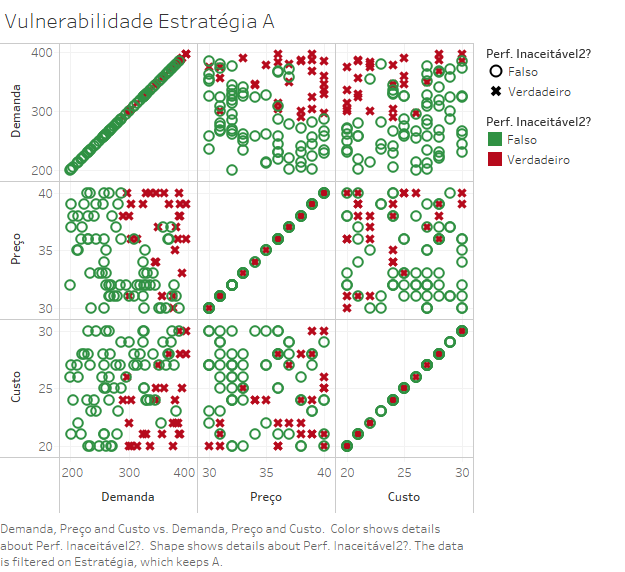 Vulnerabilidade Estratégia A
Perf. Inaceitável2?
Falso
Verdadeiro
Perf. Inaceitável2?
Falso
Verdadeiro
400
300
200
Demanda
40
35
30
Preço
30
25
20
Custo
200 300 400 30 35 40 20 25 30
Demanda Preço Custo
Demanda, Preço and Custo vs. Demanda, Preço and Custo. Color shows details
about Perf. Inaceitável2?. Shape shows details about Perf. Inaceitável2?. The data
is filtered on Estratégia, which keeps A.